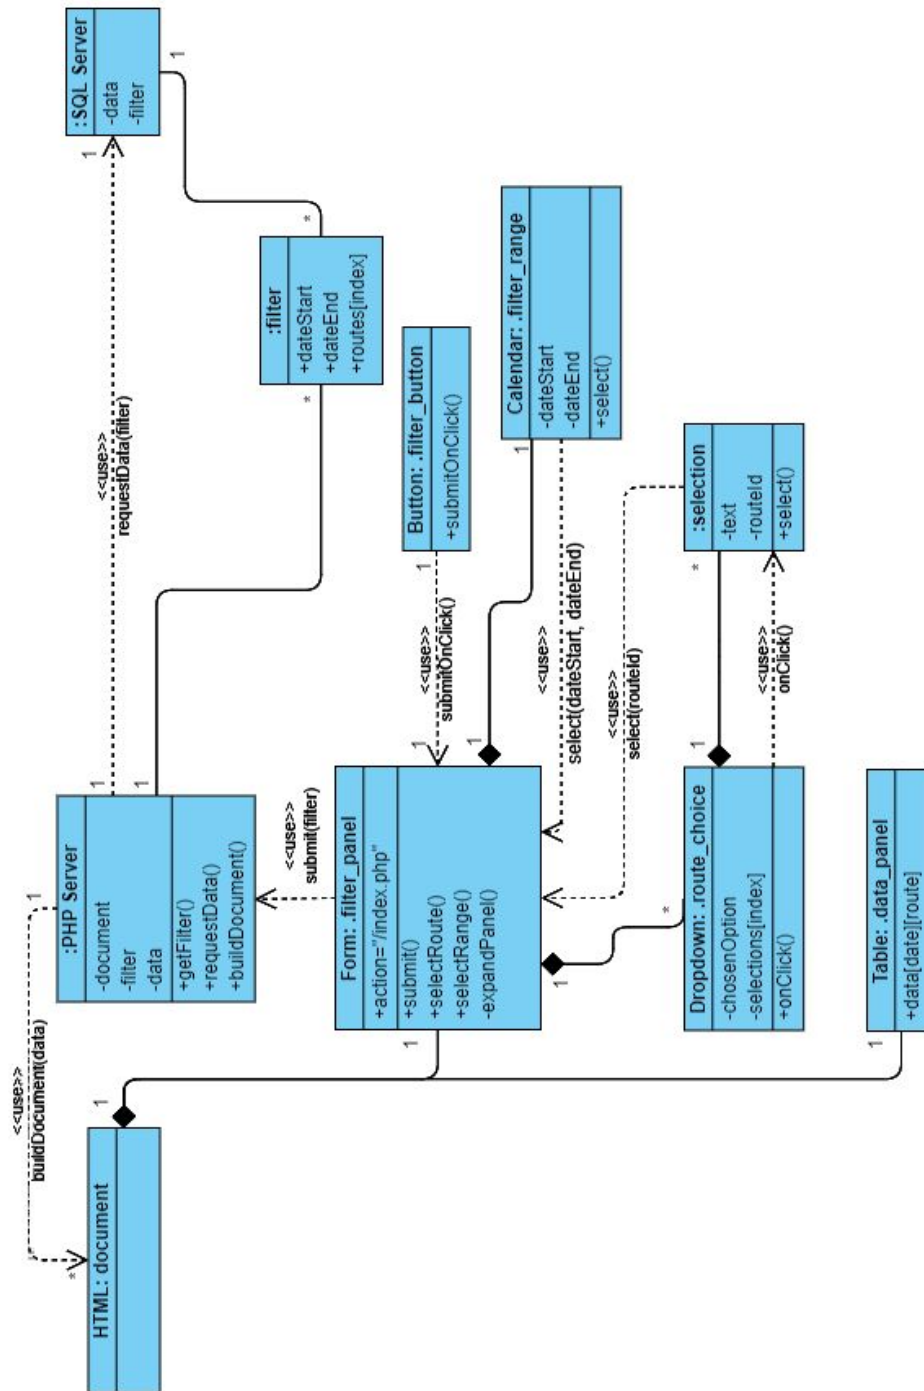 HTML: document
1
*
<<use>>
buildDocument(data)
1
:PHP Server
-document
-filter
-data
+getFilter()
+requestData()
+buildDocument()
1
1
<<use>>
requestData(filter)
1
:SQL Server
-data
-filter
1
*
:filter
+dateStart
+dateEnd
+routes[index]
*
<<use>>
submit(filter)
1
Form: .filter_panel
+action="/index.php"
+submit()
+selectRoute()
+selectRange()
-expandPanel()
1
1
1
<<use>>
submitOnClick()
1
Button: .filter_button
+submitOnClick()
Calendar: .filter_range
-dateStart
-dateEnd
+select()
1
<<use>>
select(dateStart, dateEnd)
<<use>>
select(routeId)
*
Dropdown: .route_choice
-chosenOption
-selections[index]
+onClick()
1
*
<<use>>
onClick()
:selection
-text
-routeId
+select()
1
Table: .data_panel
+data[date][route]